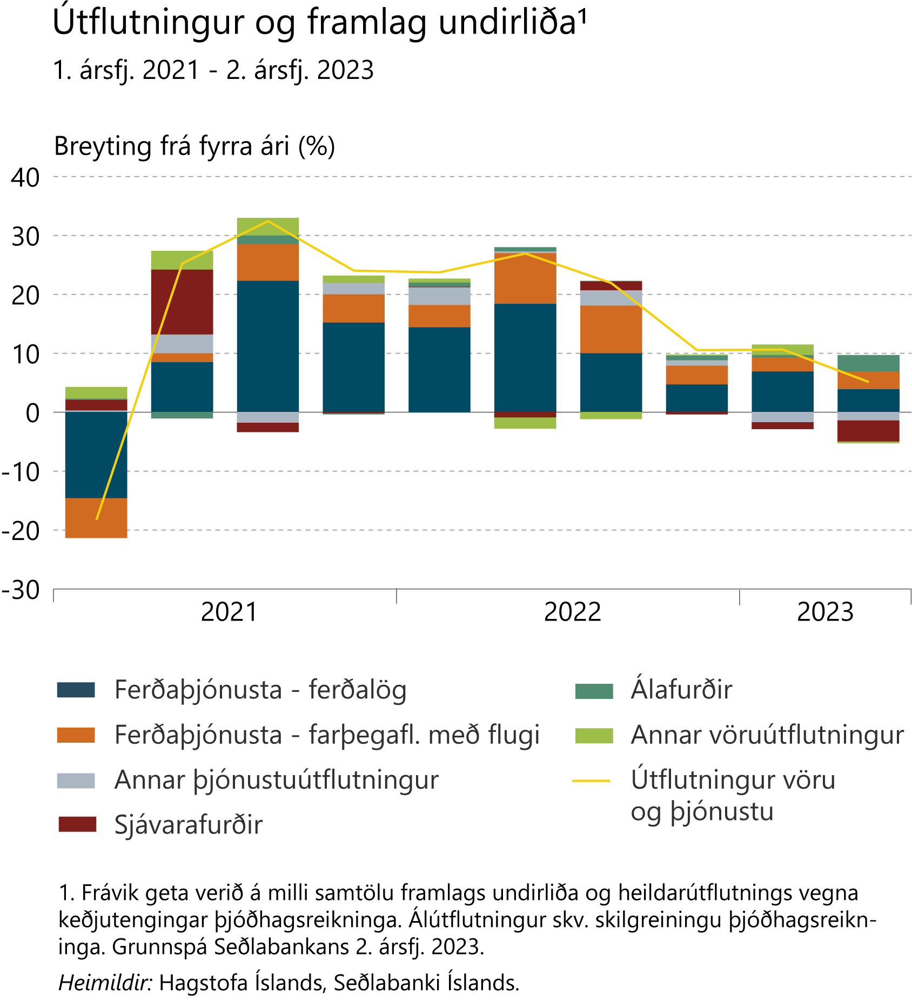 Útflutningur og framlag undirliða¹
1. ársfj. 2021 - 2. ársfj. 2023
Breyting frá fyrra ári (%)
40
30
20
10
0
-10
-20
-30
2021
2022
2023
Ferðaþjónusta - ferðalög
Ferðaþjónusta - farþegafl. með flugi
Annar þjónustuútflutningur
Sjávarafurðir
Álafurðir
Annar vöruútflutningur
Útflutningur vöru
og þjónustu
1. Frávik geta verið á milli samtölu framlags undirliða og heildarútflutnings vegna
keðjutengingar þjóðhagsreikninga. Álútflutningur skv. skilgreiningu þjóðhagsreikn-
inga. Grunnspá Seðlabankans 2. ársfj. 2023.
Heimildir: Hagstofa Íslands, Seðlabanki Íslands.